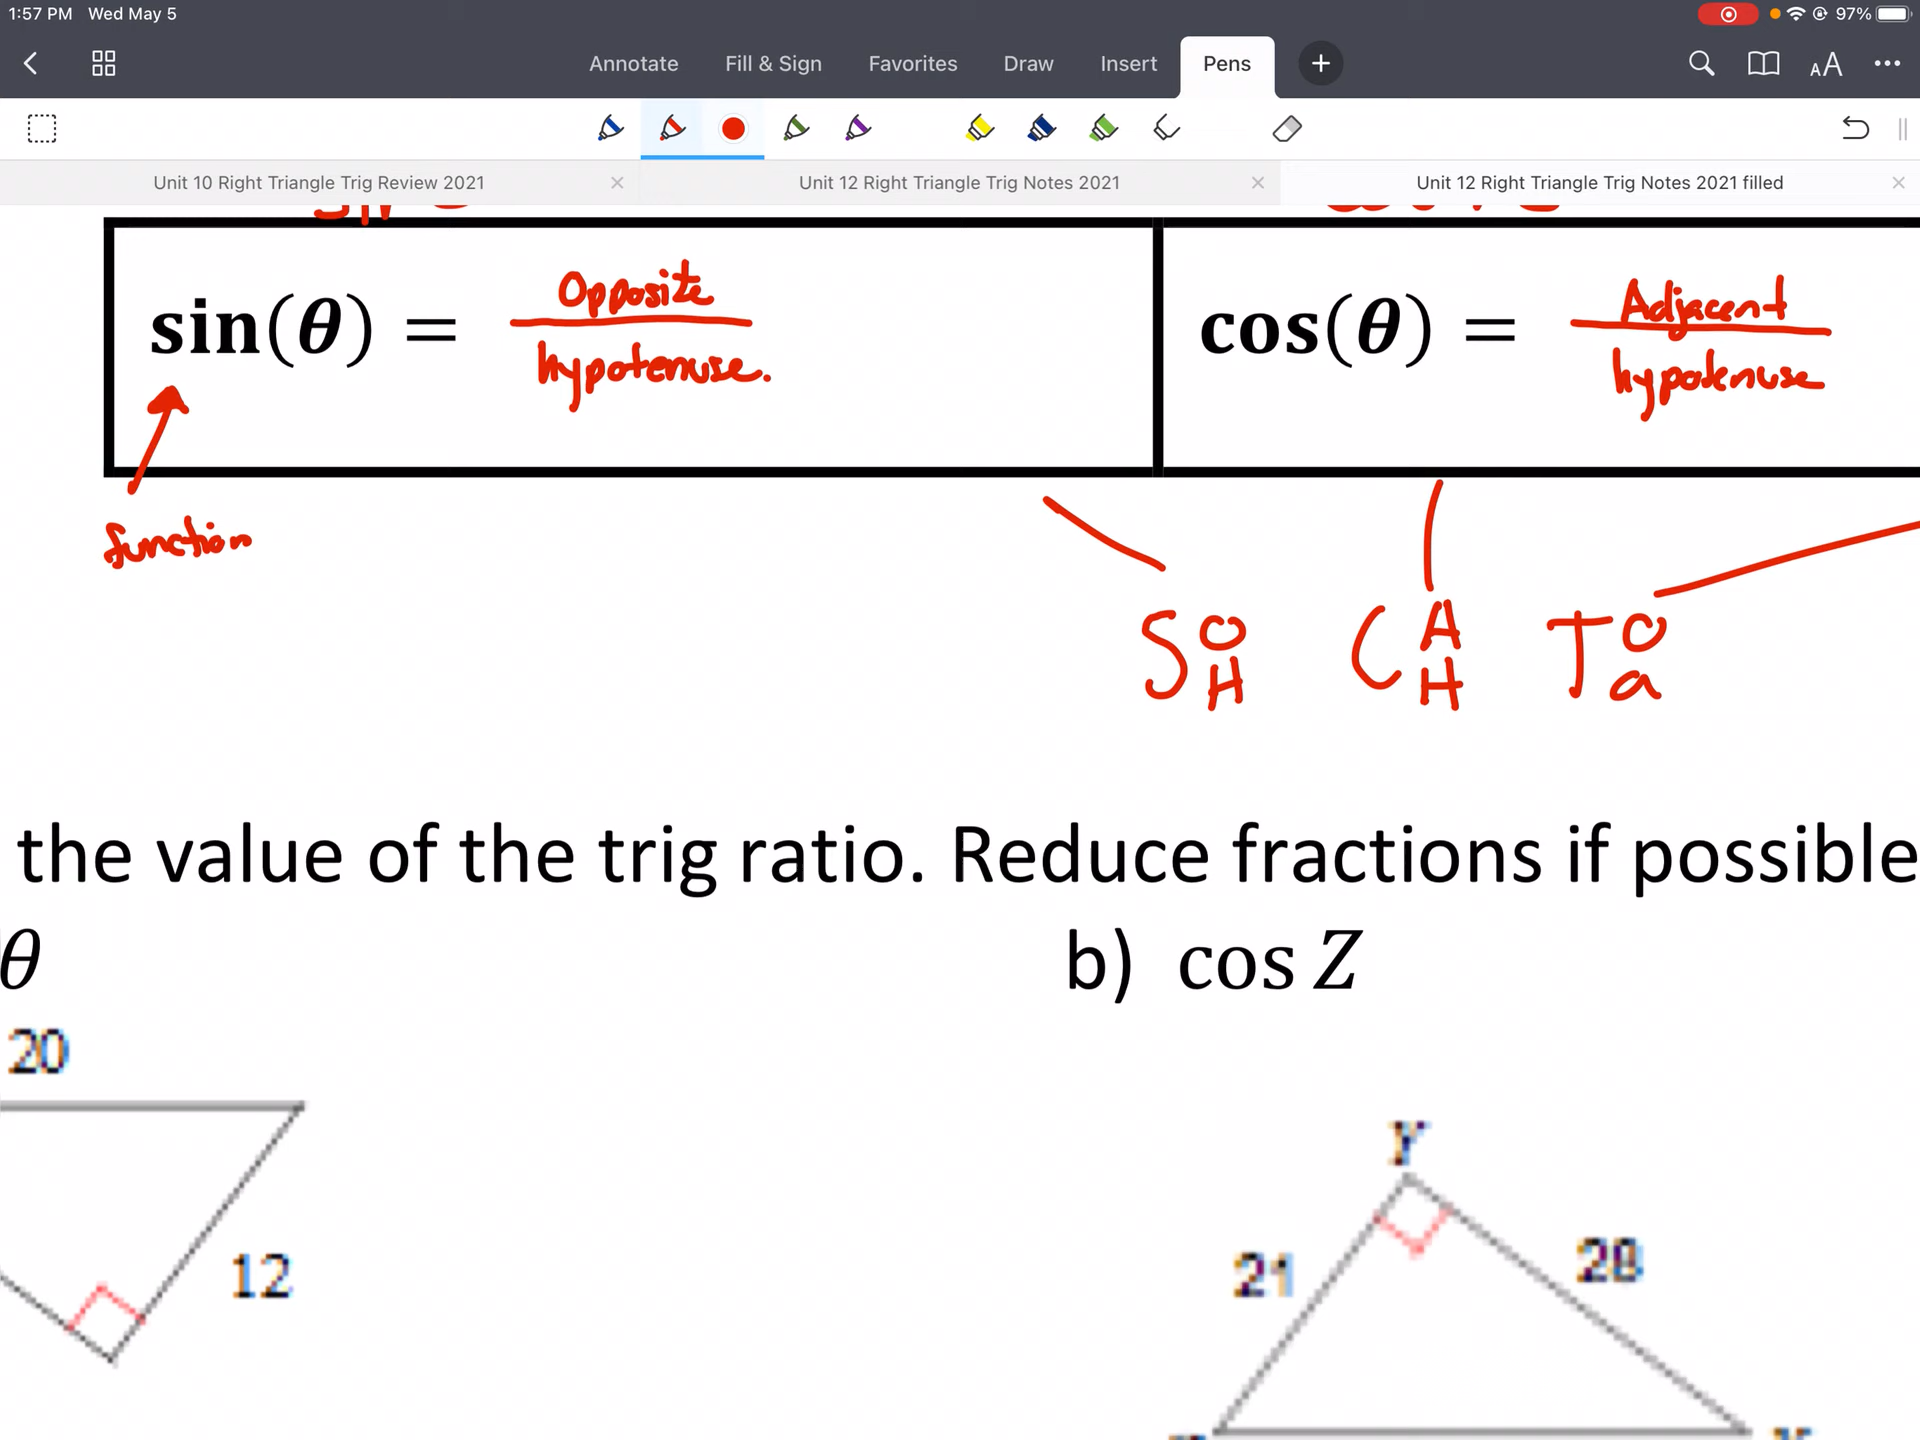 1:57 PM Wed May 5
97%
Annotate Fill & Sign Favorites Draw Insert Pens
AA
Unit 10 Right Triangle Trig Review 2021
Unit 12 Right Triangle Trig Notes 2021
Unit 12 Right Triangle Trig Notes 2021 filled
sin(θ) = Opposite
hypotenuse.
cos(θ) = Adjacent
hypotenuse
function
S O H
C A H
T O a
the value of the trig ratio. Reduce fractions if possible
θ
b) cos Z
20
12
Y
21
28